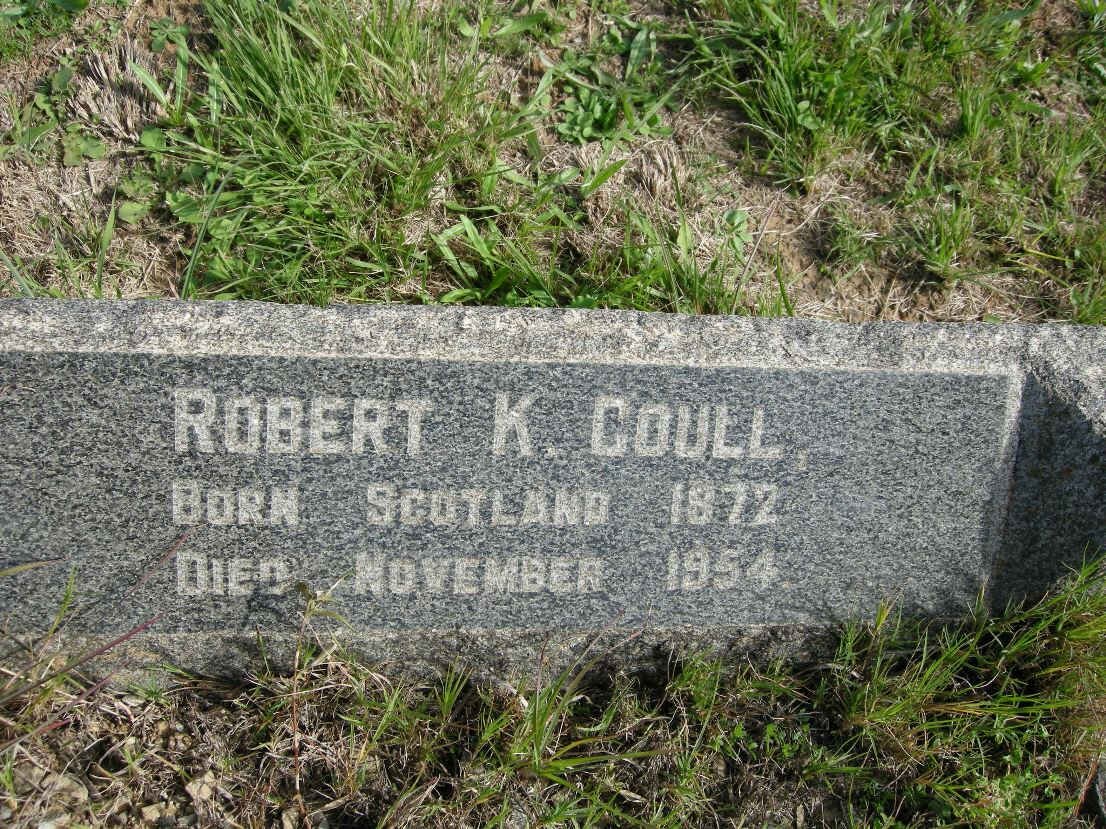 ROBERT K. COULL,
BORN SCOTLAND 1872
DIED NOVEMBER 1954.